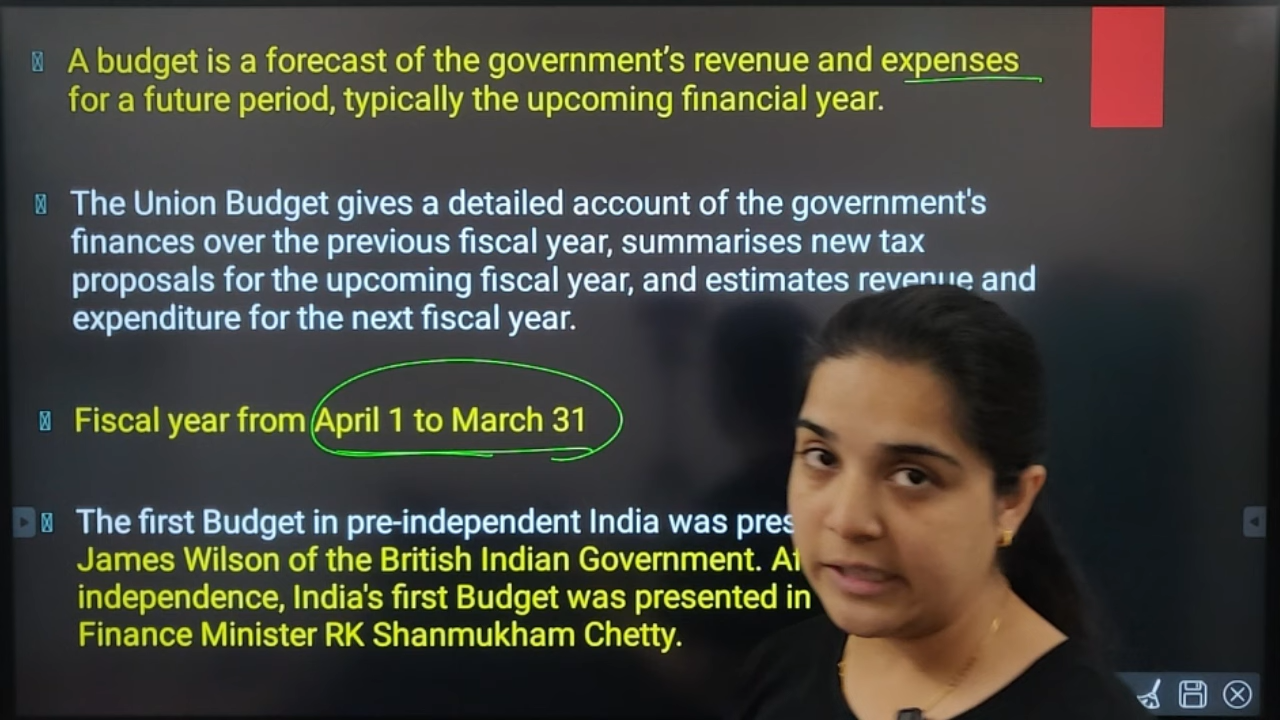 A budget is a forecast of the government's revenue and expenses
for a future period, typically the upcoming financial year.
The Union Budget gives a detailed account of the government's
finances over the previous fiscal year, summarises new tax
proposals for the upcoming fiscal year, and estimates revenue and
expenditure for the next fiscal year.
Fiscal year from April 1 to March 31
The first Budget in pre-independent India was
James Wilson of the British Indian Government.
independence, India's first Budget was presented in
Finance Minister RK Shanmukham Chetty.